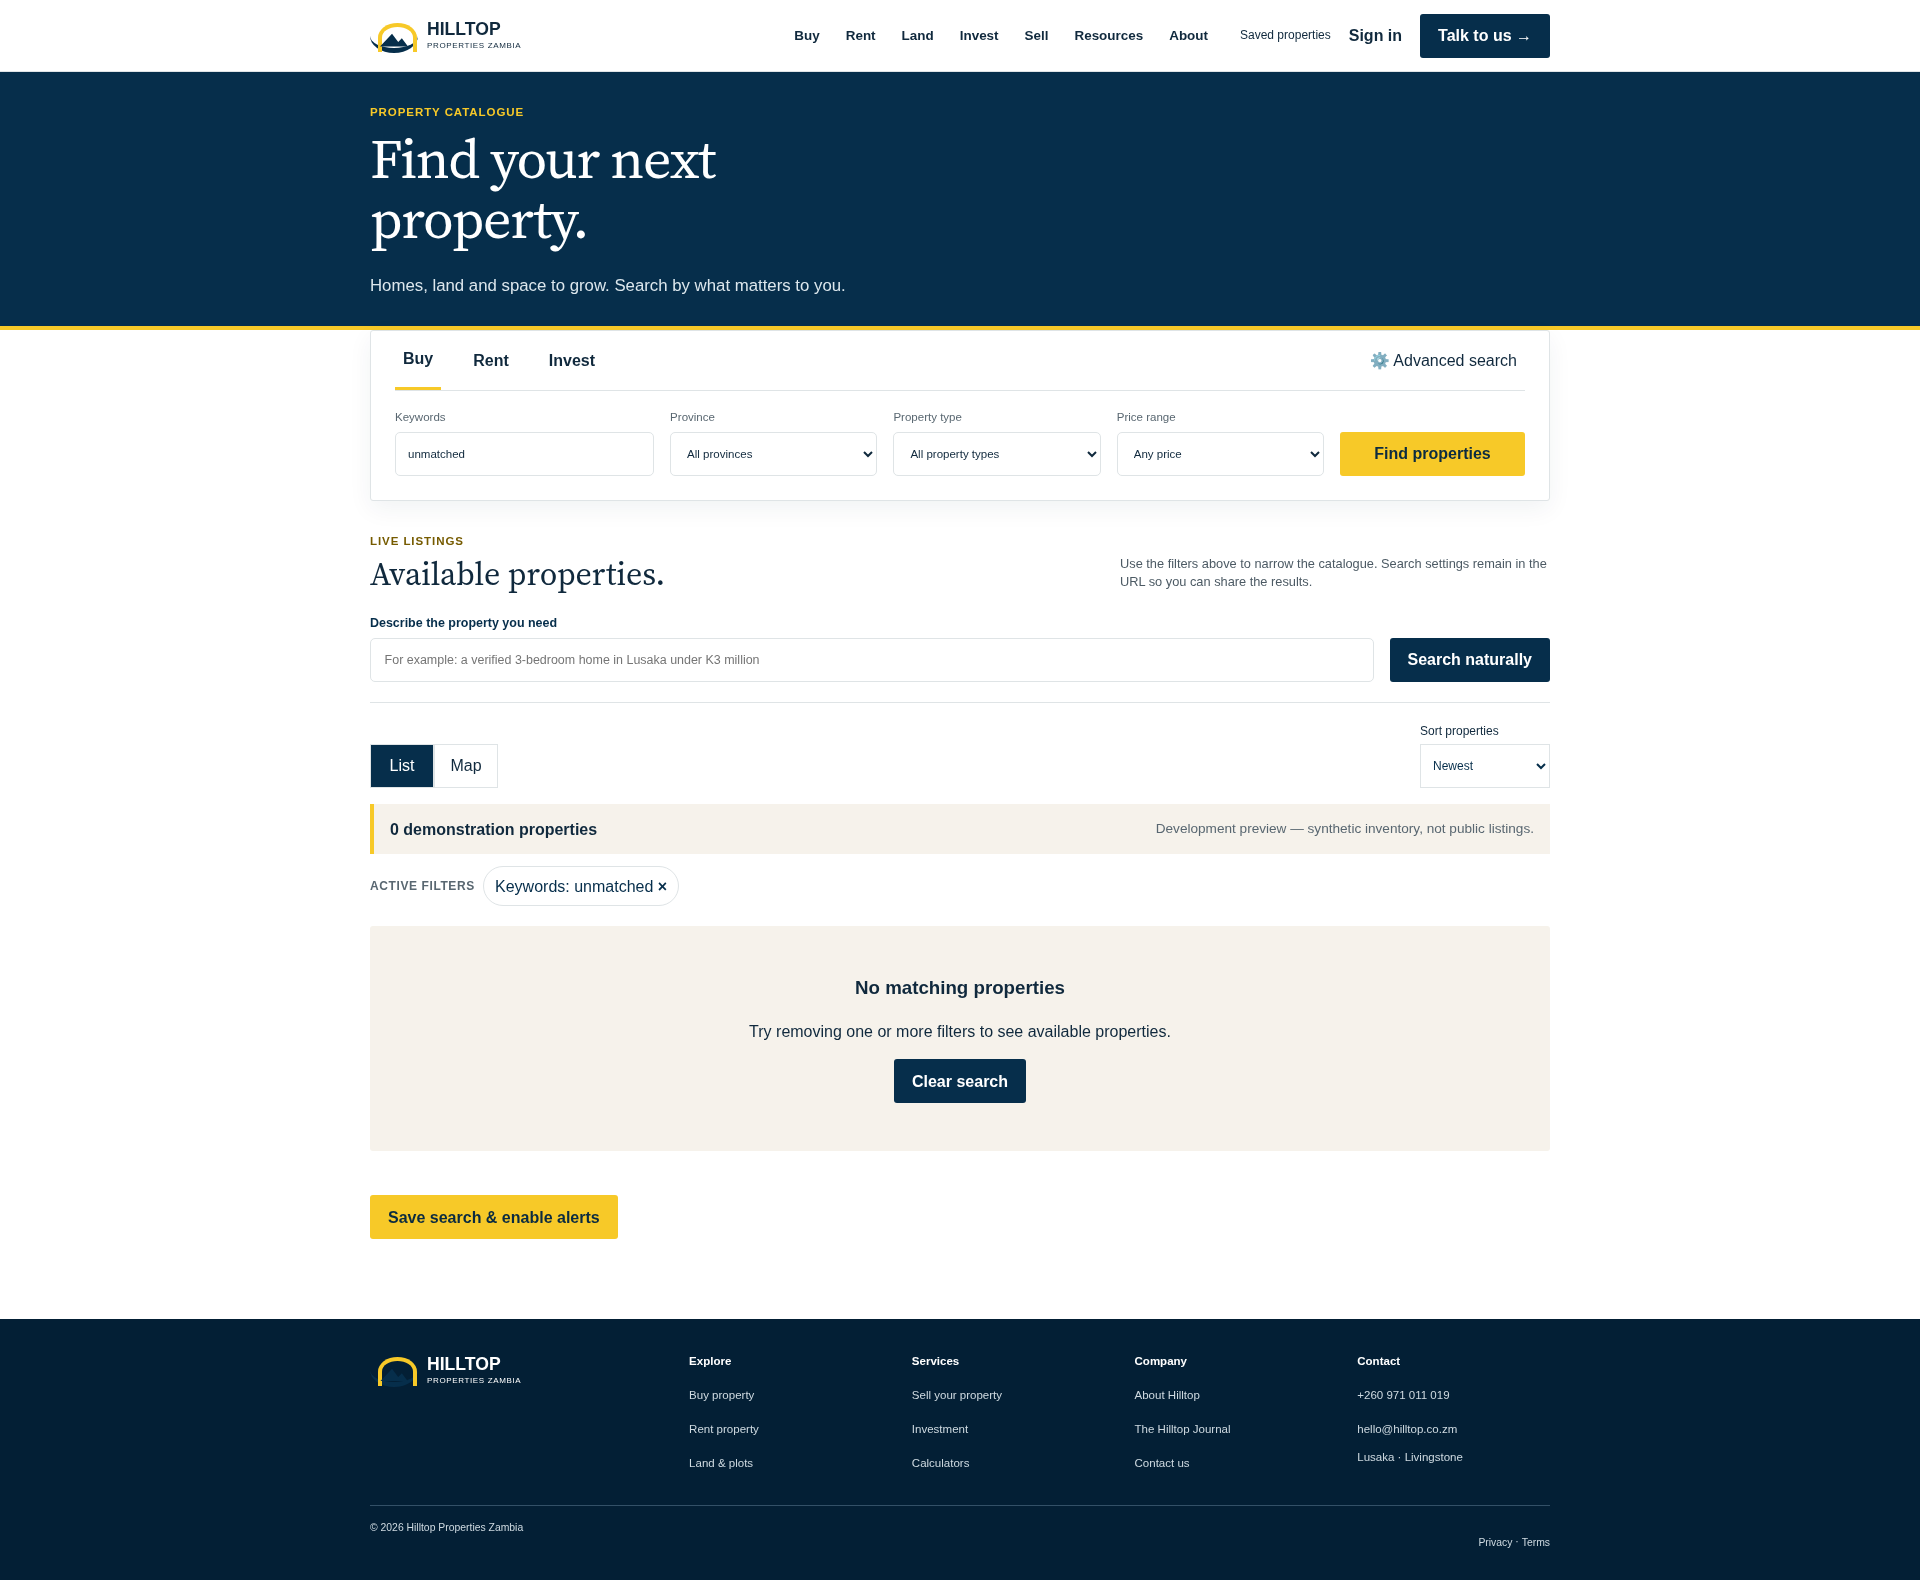 HILLTOP
PROPERTIES ZAMBIA
Buy Rent Land Invest Sell Resources About Saved properties Sign in Talk to us →
PROPERTY CATALOGUE
Find your next
property.
Homes, land and space to grow. Search by what matters to you.
Buy Rent Invest ⚙️ Advanced search
Keywords Province Property type Price range
unmatched All provinces All property types Any price Find properties
LIVE LISTINGS
Available properties.
Use the filters above to narrow the catalogue. Search settings remain in the
URL so you can share the results.
Describe the property you need
For example: a verified 3-bedroom home in Lusaka under K3 million Search naturally
Sort properties
List Map Newest
0 demonstration properties Development preview — synthetic inventory, not public listings.
ACTIVE FILTERS Keywords: unmatched ×
No matching properties
Try removing one or more filters to see available properties.
Clear search
Save search & enable alerts
HILLTOP
PROPERTIES ZAMBIA
Explore Services Company Contact
Buy property Sell your property About Hilltop +260 971 011 019
Rent property Investment The Hilltop Journal hello@hilltop.co.zm
Land & plots Calculators Contact us Lusaka · Livingstone
© 2026 Hilltop Properties Zambia
Privacy · Terms